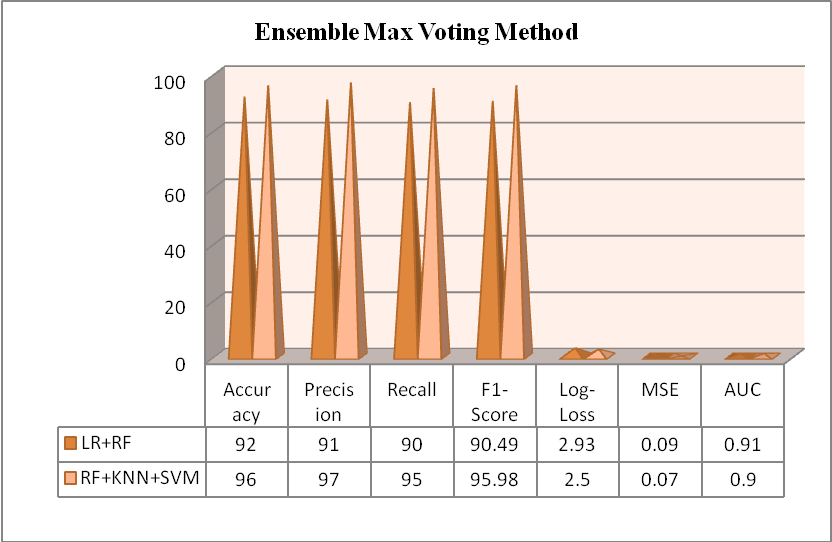 Ensemble Max Voting Method
100
80
60
40
20
0
Accur
acy
Precis
ion
Recall
F1-
Score
Log-
Loss
MSE
AUC
LR+RF 92 91 90 90.49 2.93 0.09 0.91
RF+KNN+SVM 96 97 95 95.98 2.5 0.07 0.9